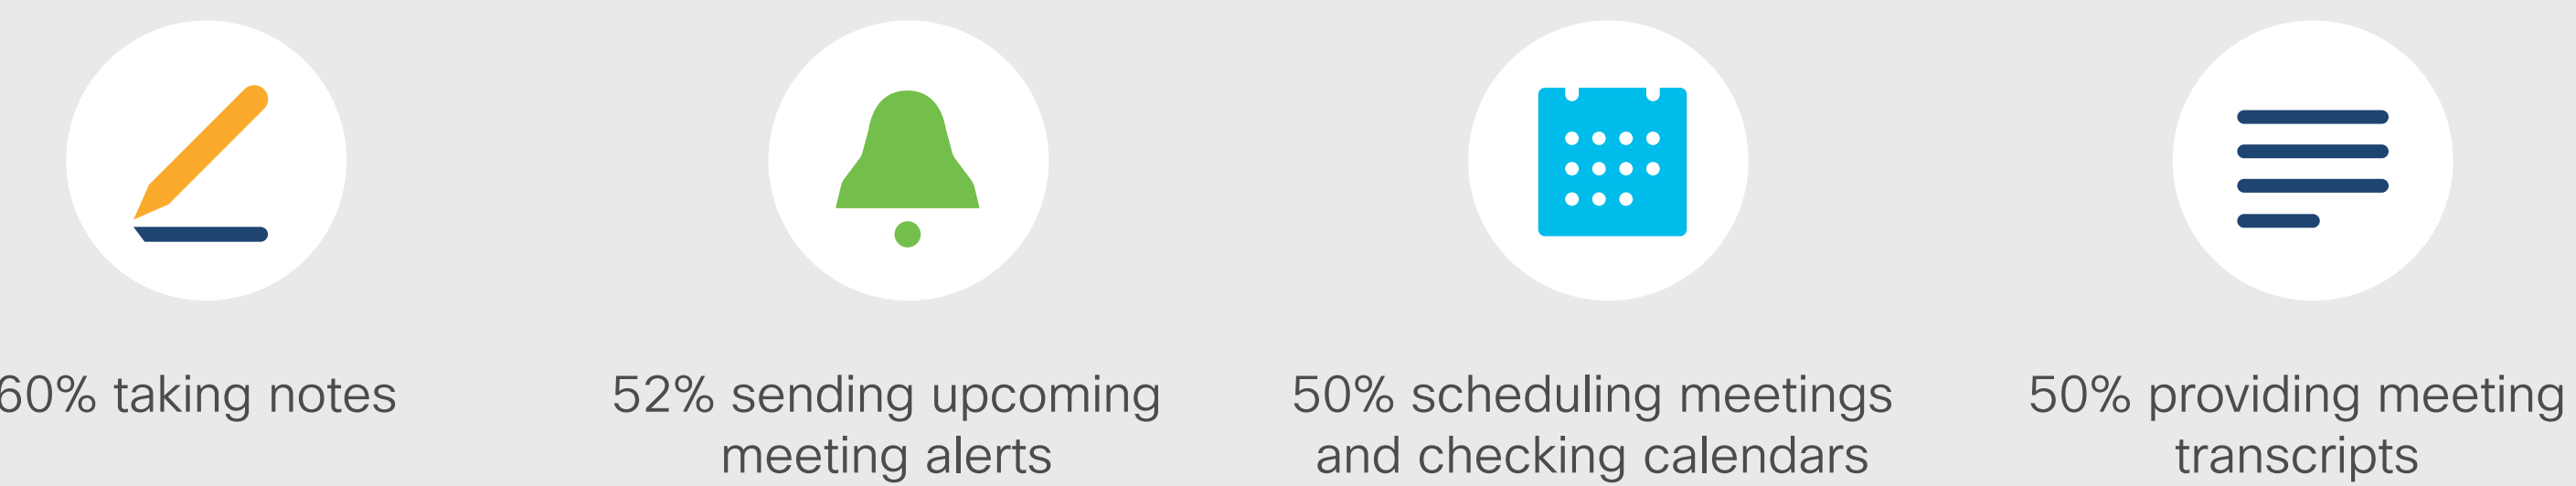 60% taking notes
52% sending upcoming
meeting alerts
50% scheduling meetings
and checking calendars
50% providing meeting
transcripts